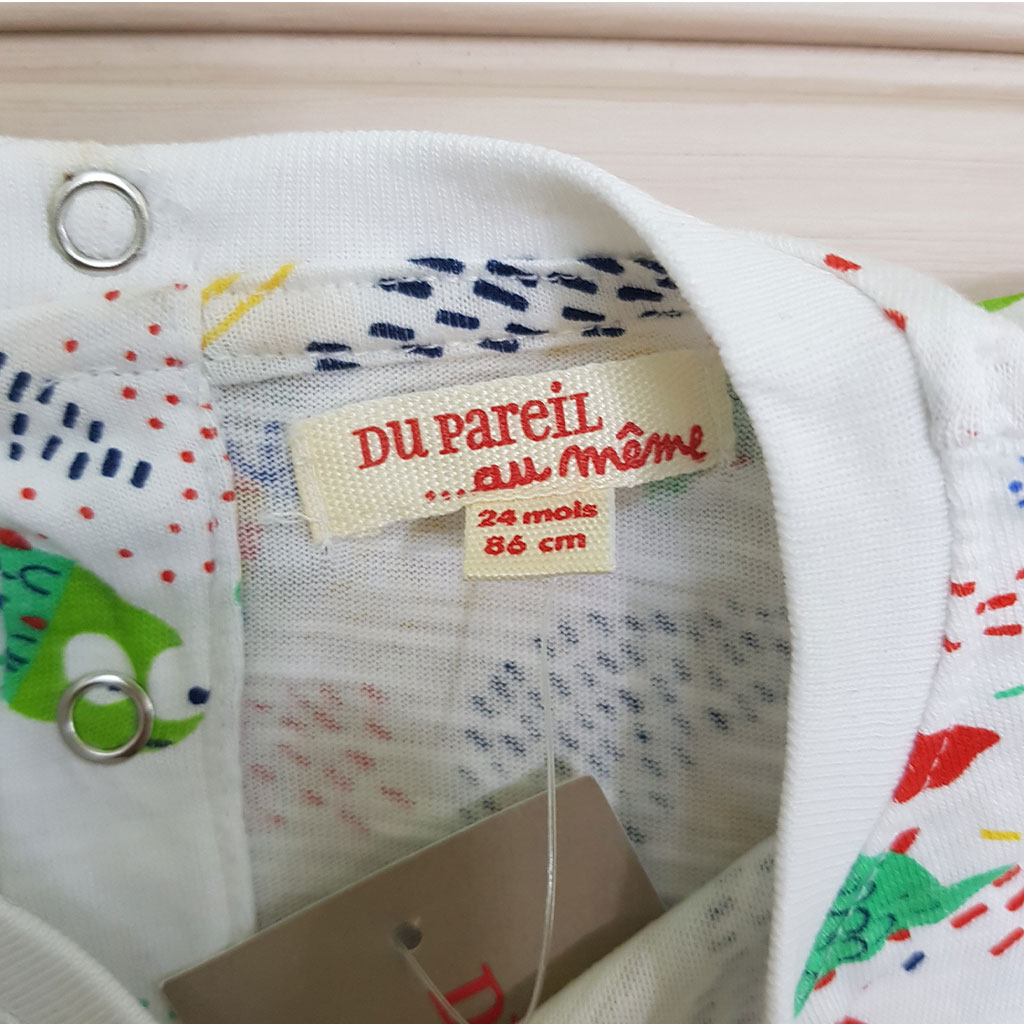 DU PAREIL
...au même
24 mois
86 cm
D